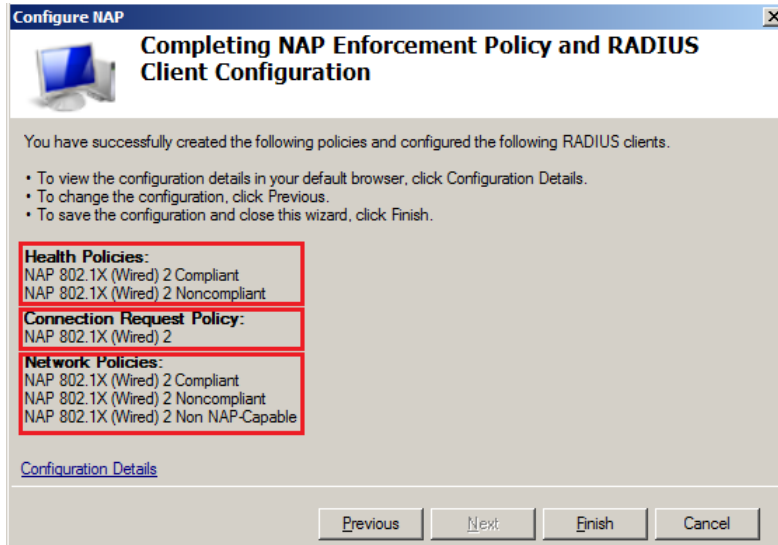 Configure NAP
Completing NAP Enforcement Policy and RADIUS
Client Configuration
You have successfully created the following policies and configured the following RADIUS clients.
• To view the configuration details in your default browser, click Configuration Details.
• To change the configuration, click Previous.
• To save the configuration and close this wizard, click Finish.
Health Policies:
NAP 802.1X (Wired) 2 Compliant
NAP 802.1X (Wired) 2 Noncompliant
Connection Request Policy:
NAP 802.1X (Wired) 2
Network Policies:
NAP 802.1X (Wired) 2 Compliant
NAP 802.1X (Wired) 2 Noncompliant
NAP 802.1X (Wired) 2 Non NAP-Capable
Configuration Details
Previous Next Finish Cancel